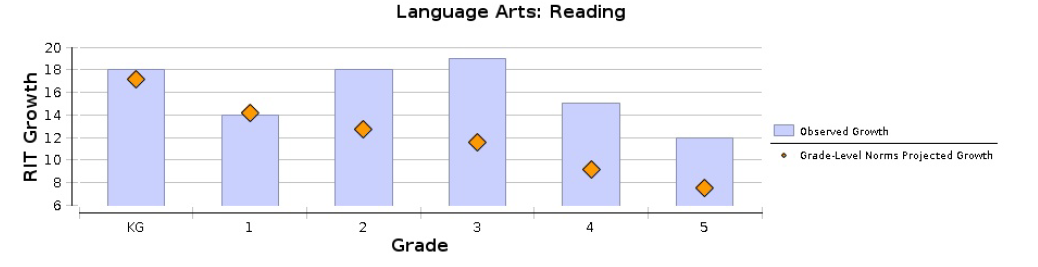 Language Arts: Reading
RIT Growth
20
18
16
14
12
10
8
6
KG 1 2 3 4 5
Grade
Observed Growth
Grade-Level Norms Projected Growth